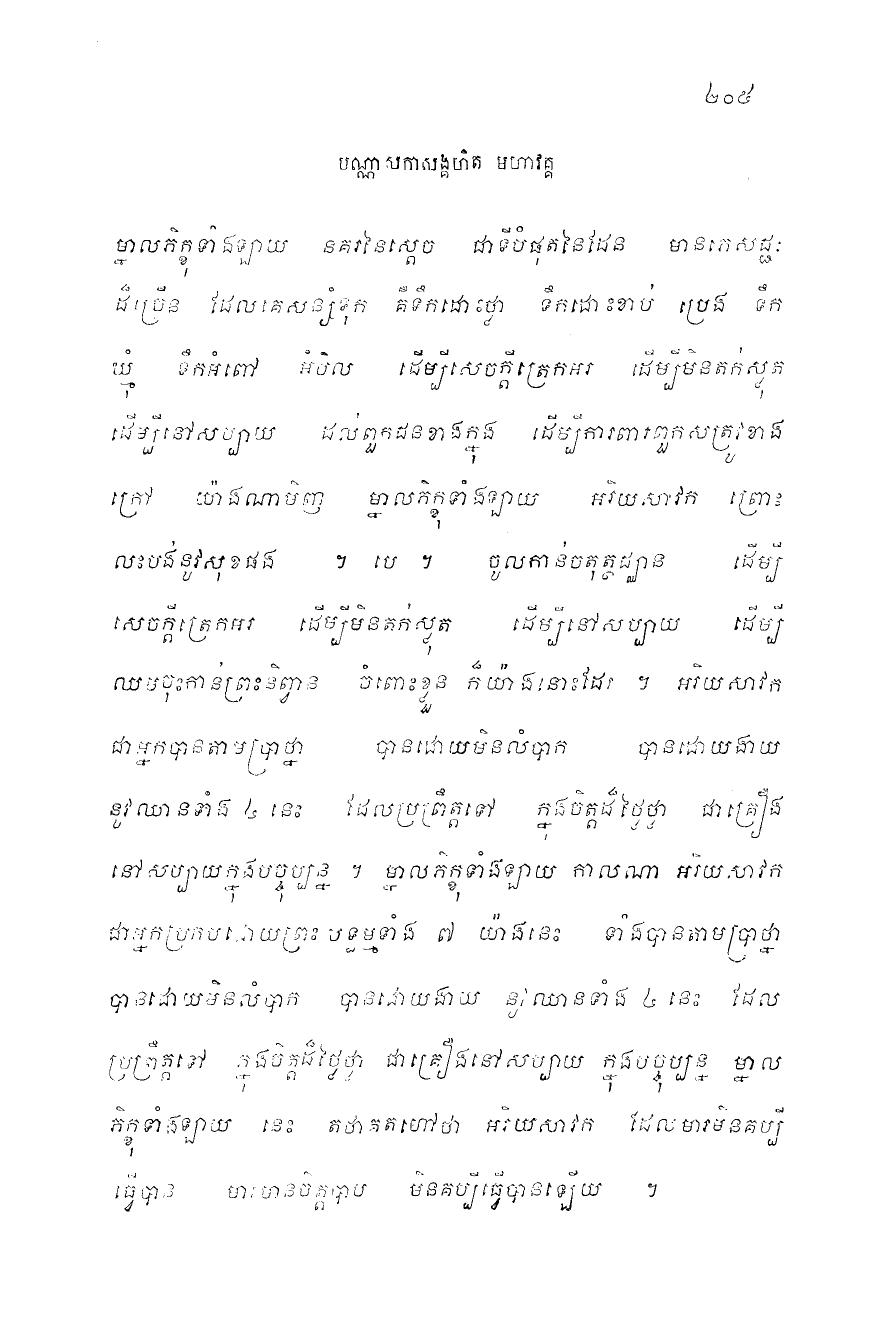 ២០៥
បណ្ណាសកាសង្គហិត មហាវគ្គ
ម្នាលភិក្ខុទាំងឡាយ នគរនៃស្តេច ជាទីបំផុតនៃដែន មានភេសជ្ជៈ
ដ៏ច្រើន ដែលគេសន្សំទុក គឺទឹកដោះថ្លា ទឹកដោះខាប់ ប្រេង ទឹក
ឃ្មុំ ទឹកអំពៅ អំបិល ដើម្បីសេចក្តីត្រេកអរ ដើម្បីមិនតក់ស្លុត
ដើម្បីនៅសប្បាយ ដល់ពួកជនខាងក្នុង ដើម្បីការពារពួកសត្រូវខាង
ក្រៅ យ៉ាងណាមិញ ម្នាលភិក្ខុទាំងឡាយ អរិយសាវក ព្រោះ
លះបង់នូវសុខផង ។ បេ ។ ចូលកាន់ចតុត្ថជ្ឈាន ដើម្បី
សេចក្តីត្រេកអរ ដើម្បីមិនតក់ស្លុត ដើម្បីនៅសប្បាយ ដើម្បី
ឈមចុះកាន់ព្រះនិព្វាន ចំពោះខ្លួន ក៏យ៉ាងនោះដែរ ។ អរិយសាវក
ជាអ្នកបានតាមប្រាថ្នា បានដោយមិនលំបាក បានដោយងាយ
នូវឈានទាំង ៤ នេះ ដែលប្រព្រឹត្តទៅ ក្នុងចិត្តដ៏ថ្លៃថ្លា ជាគ្រឿង
នៅសប្បាយក្នុងបច្ចុប្បន្ន ។ ម្នាលភិក្ខុទាំងឡាយ កាលណា អរិយសាវក
ជាអ្នកប្រកបដោយព្រះសទ្ធម្មទាំង ៧ យ៉ាងនេះ ទាំងបានតាមប្រាថ្នា
បានដោយមិនលំបាក បានដោយងាយ នូវឈានទាំង ៤ នេះ ដែល
ប្រព្រឹត្តទៅ ក្នុងចិត្តដ៏ថ្លៃថ្លា ជាគ្រឿងនៅសប្បាយ ក្នុងបច្ចុប្បន្ន ម្នាល
ភិក្ខុទាំងឡាយ នេះ តថាគតហៅថា អរិយសាវក ដែលមារមិនគប្បី
ធ្វើបាន មារមានចិត្តបាប មិនគប្បីធ្វើបានឡើយ ។